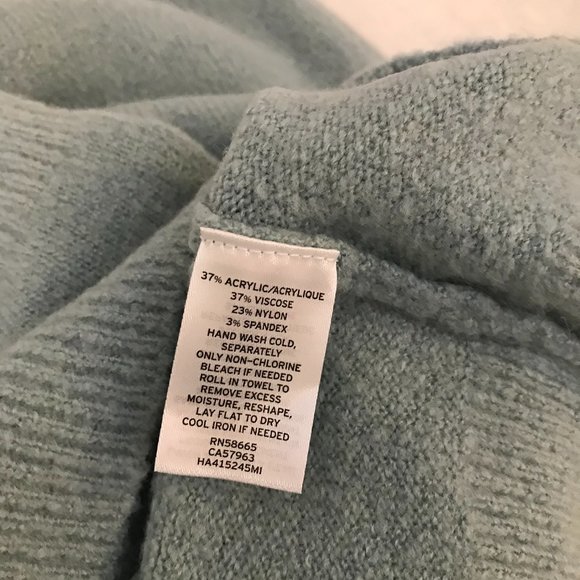 37% ACRYLIC/ACRYLIQUE
37% VISCOSE
23% NYLON
3% SPANDEX
HAND WASH COLD,
SEPARATELY
ONLY NON-CHLORINE
BLEACH IF NEEDED
ROLL IN TOWEL TO
REMOVE EXCESS
MOISTURE, RESHAPE,
LAY FLAT TO DRY
COOL IRON IF NEEDED
RN58665
CA57963
HA415245MI